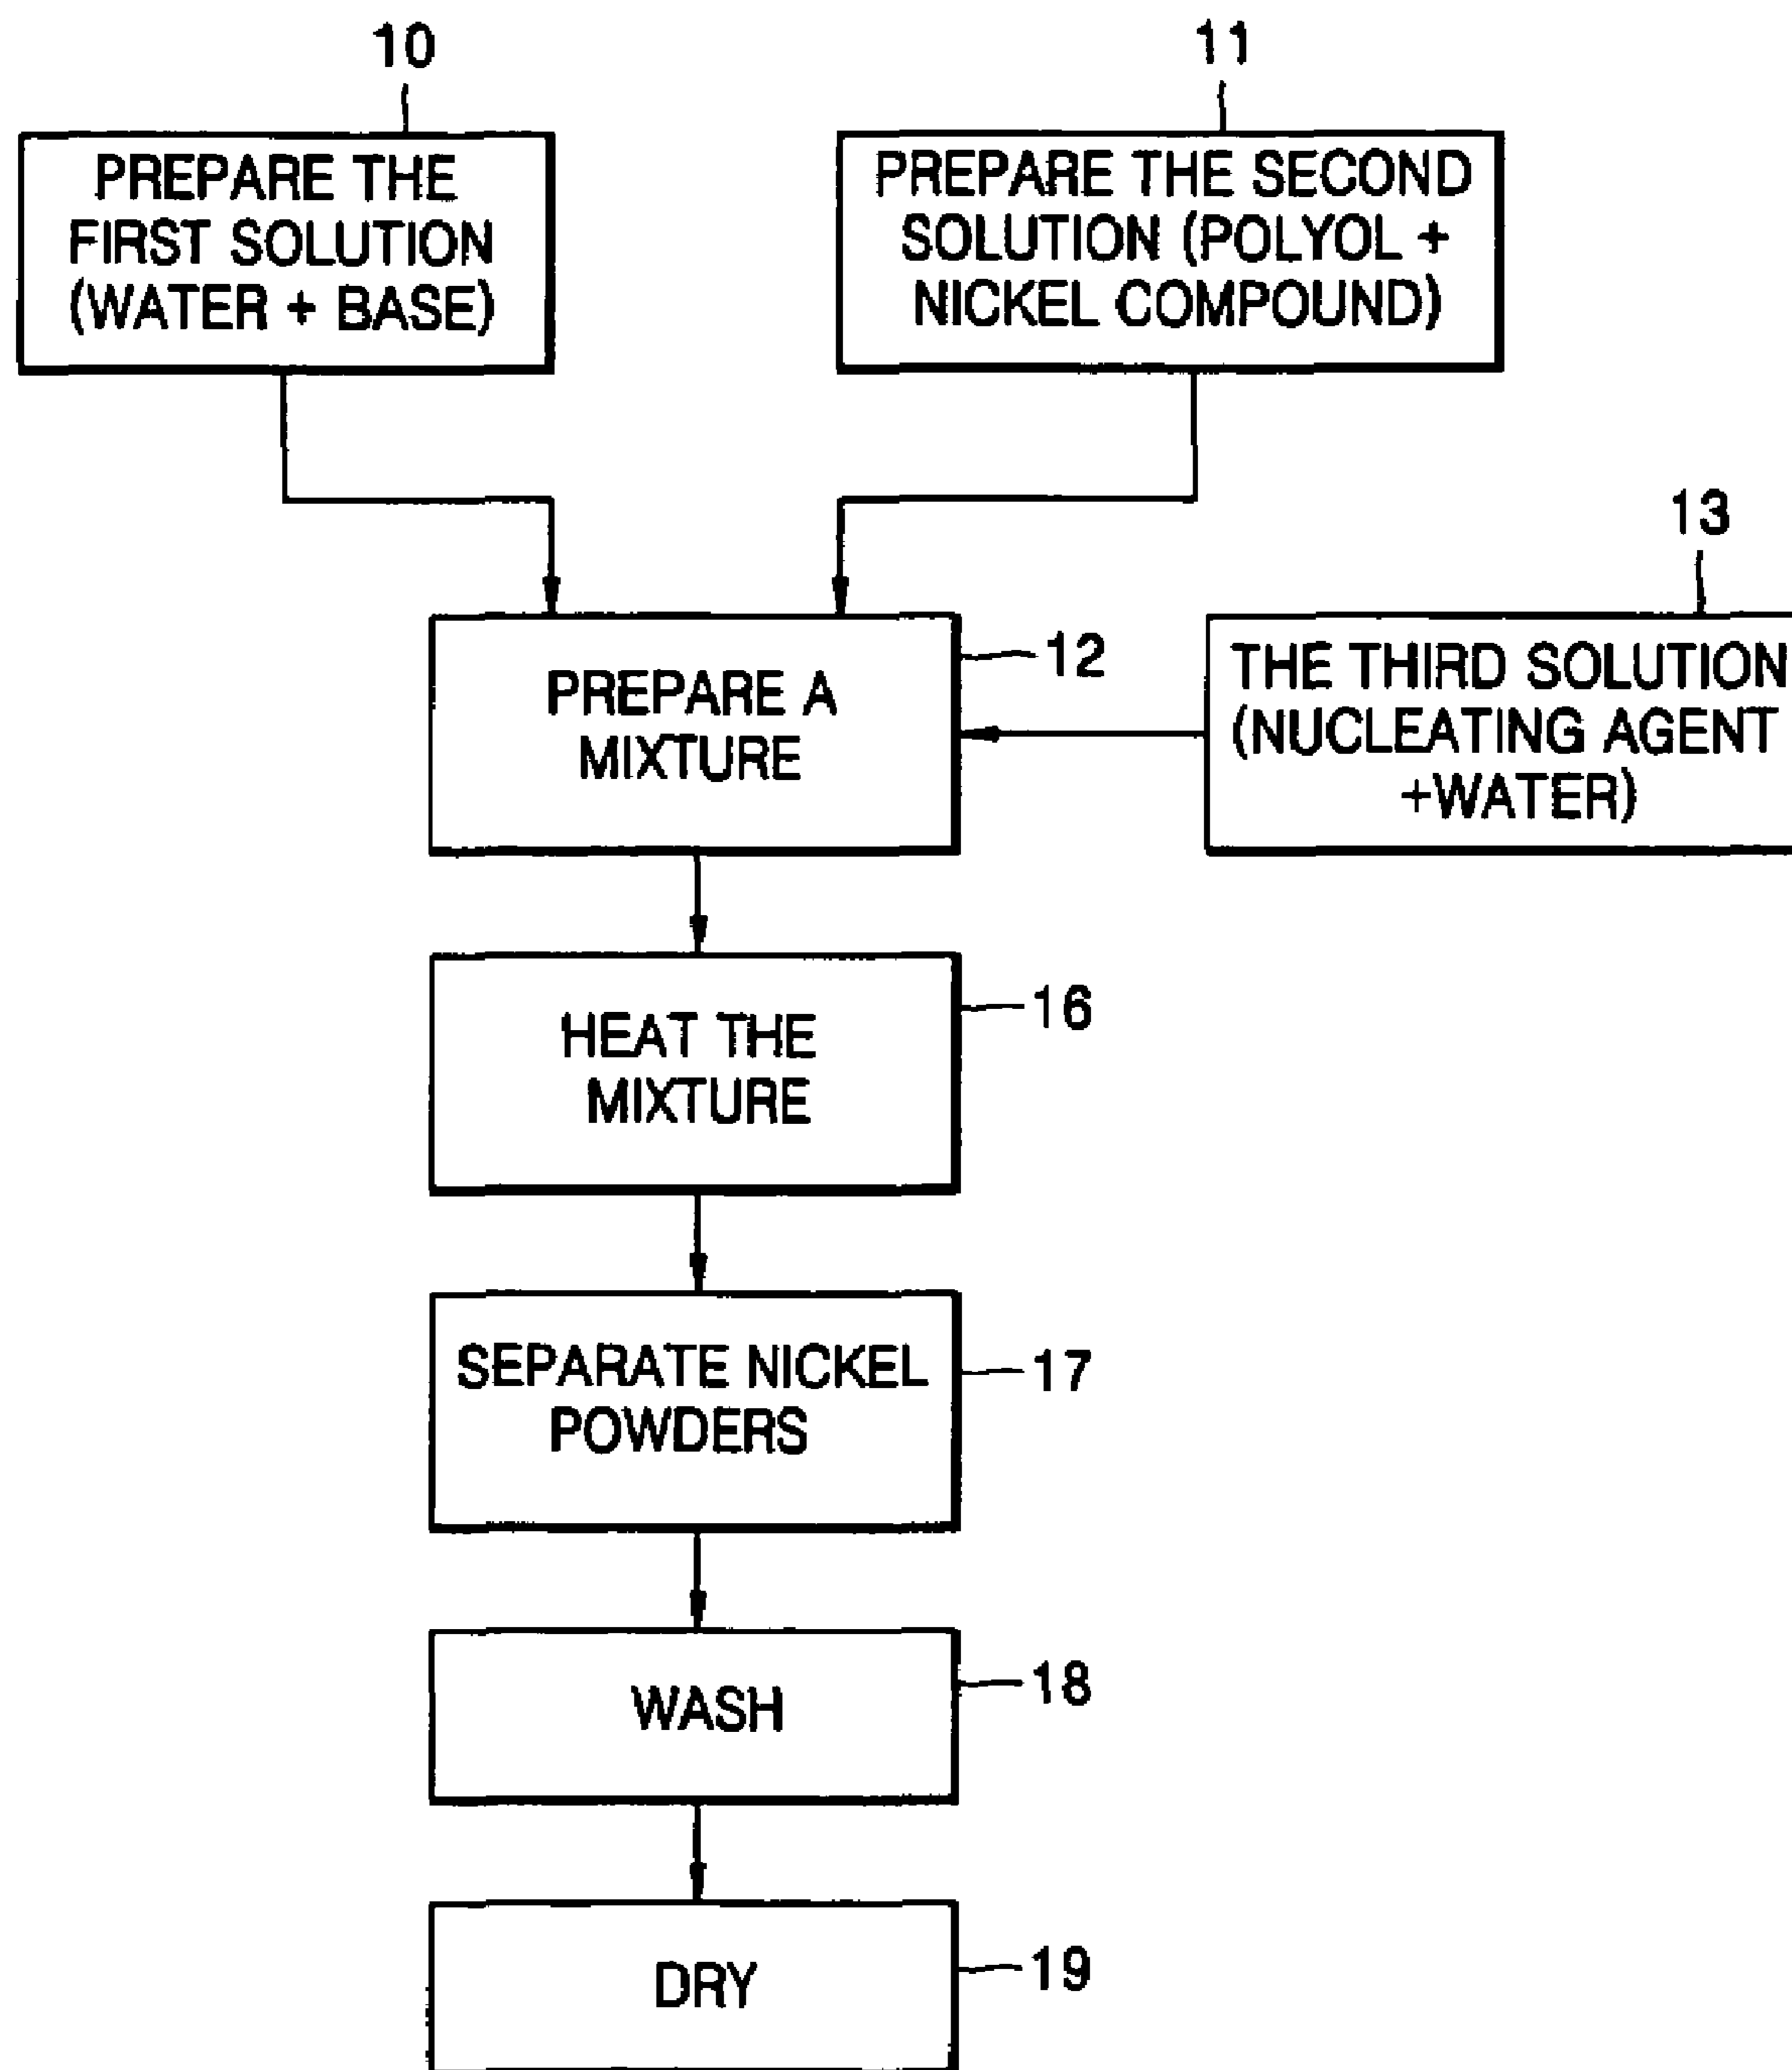 10
PREPARE THE
FIRST SOLUTION
(WATER + BASE)
11
PREPARE THE SECOND
SOLUTION (POLYOL +
NICKEL COMPOUND)
12
PREPARE A
MIXTURE
13
THE THIRD SOLUTION
(NUCLEATING AGENT
+WATER)
16
HEAT THE
MIXTURE
17
SEPARATE NICKEL
POWDERS
18
WASH
19
DRY